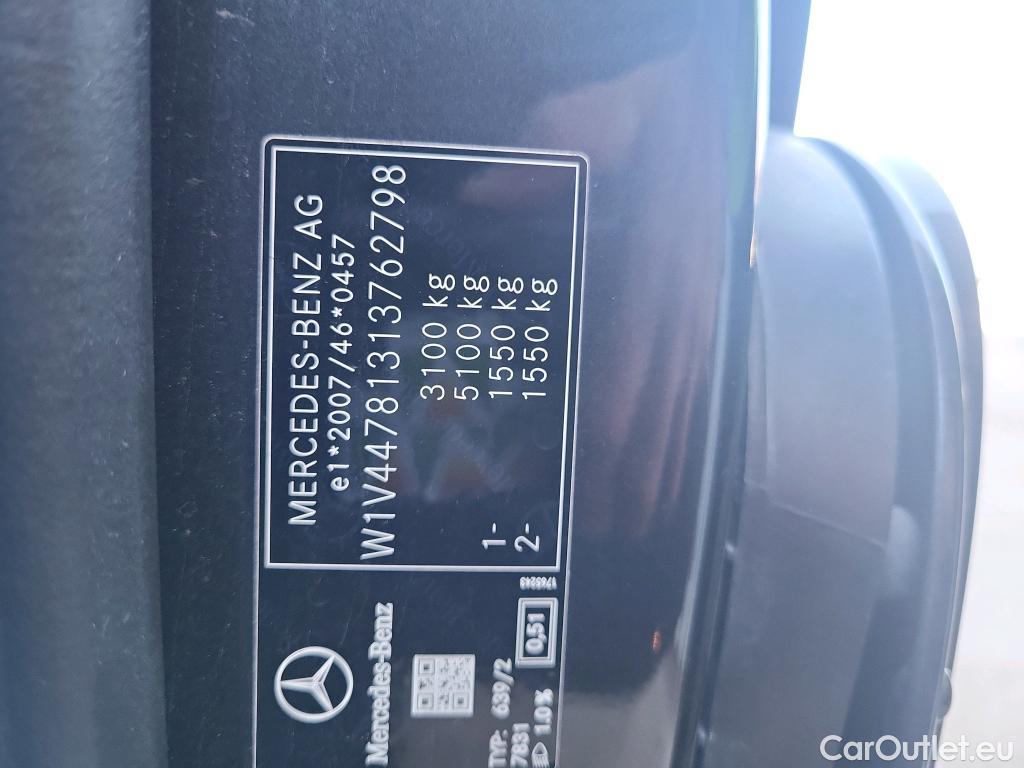 MERCEDES-BENZ AG
e1*2007/46*0457
W1V44781313762798
3100 kg
5100 kg
1- 1550 kg
2- 1550 kg
Mercedes-Benz
TYP: 639/2
7831
1.0%
0,51
1765243
CarOutlet.eu